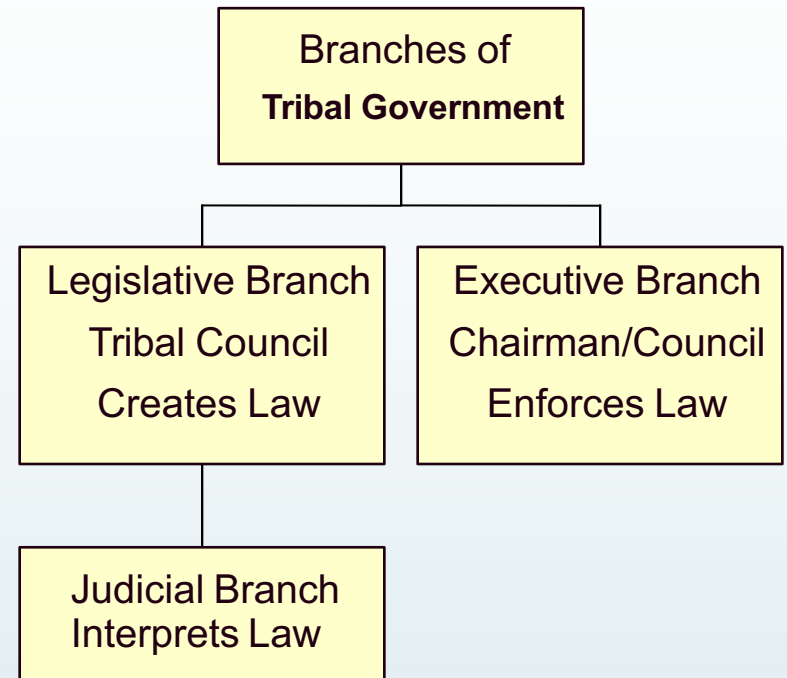 Branches of
Tribal Government
Legislative Branch
Tribal Council
Creates Law
Executive Branch
Chairman/Council
Enforces Law
Judicial Branch
Interprets Law